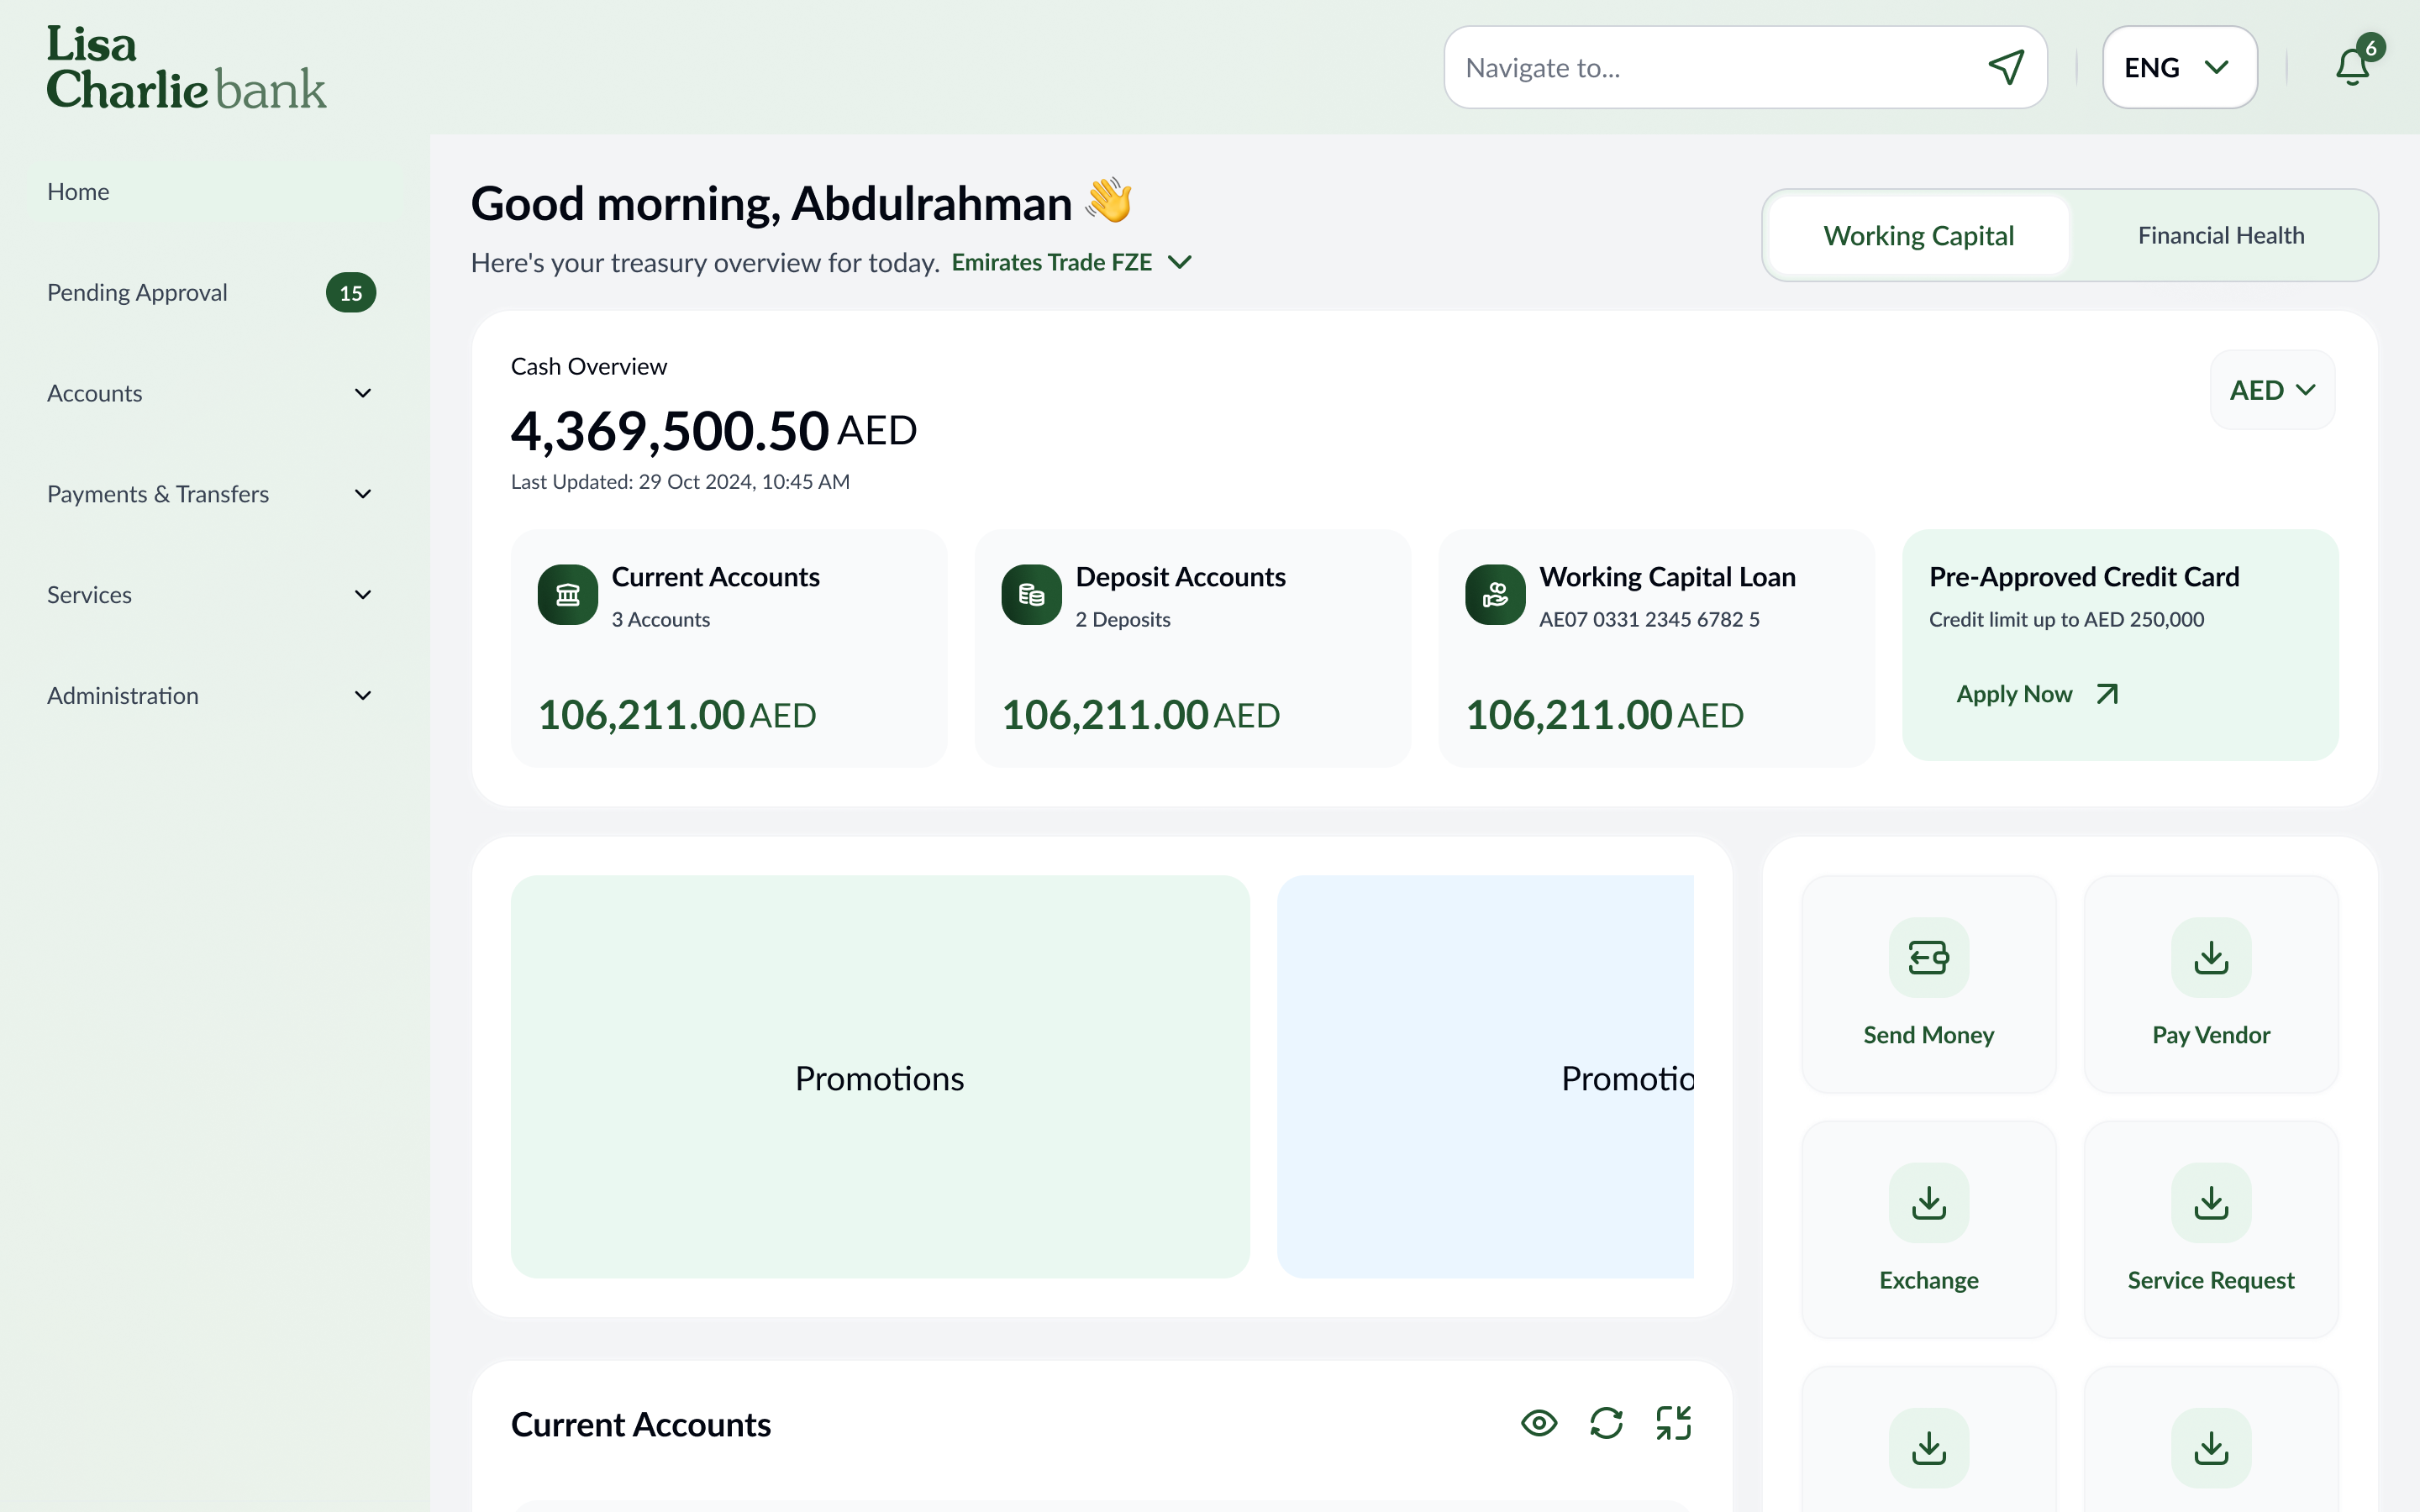 Lisa
Charlie bank
Navigate to...
ENG
6
Home
Pending Approval
15
Accounts
Payments & Transfers
Services
Administration
Good morning, Abdulrahman 👋
Here's your treasury overview for today. Emirates Trade FZE
Working Capital
Financial Health
Cash Overview
4,369,500.50 AED
Last Updated: 29 Oct 2024, 10:45 AM
AED
Current Accounts
3 Accounts
106,211.00 AED
Deposit Accounts
2 Deposits
106,211.00 AED
Working Capital Loan
AE07 0331 2345 6782 5
106,211.00 AED
Pre-Approved Credit Card
Credit limit up to AED 250,000
Apply Now
Promotions
Promotio
Send Money
Pay Vendor
Exchange
Service Request
Current Accounts